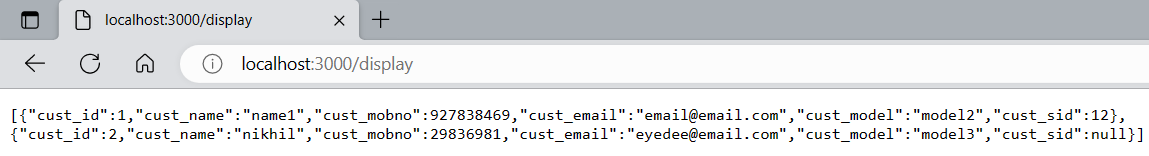 localhost:3000/display
localhost:3000/display
[{"cust_id":1,"cust_name":"name1","cust_mobno":927838469,"cust_email":"email@email.com","cust_model":"model2","cust_sid":12},
{"cust_id":2,"cust_name":"nikhil","cust_mobno":29836981,"cust_email":"eyedee@email.com","cust_model":"model3","cust_sid":null}]